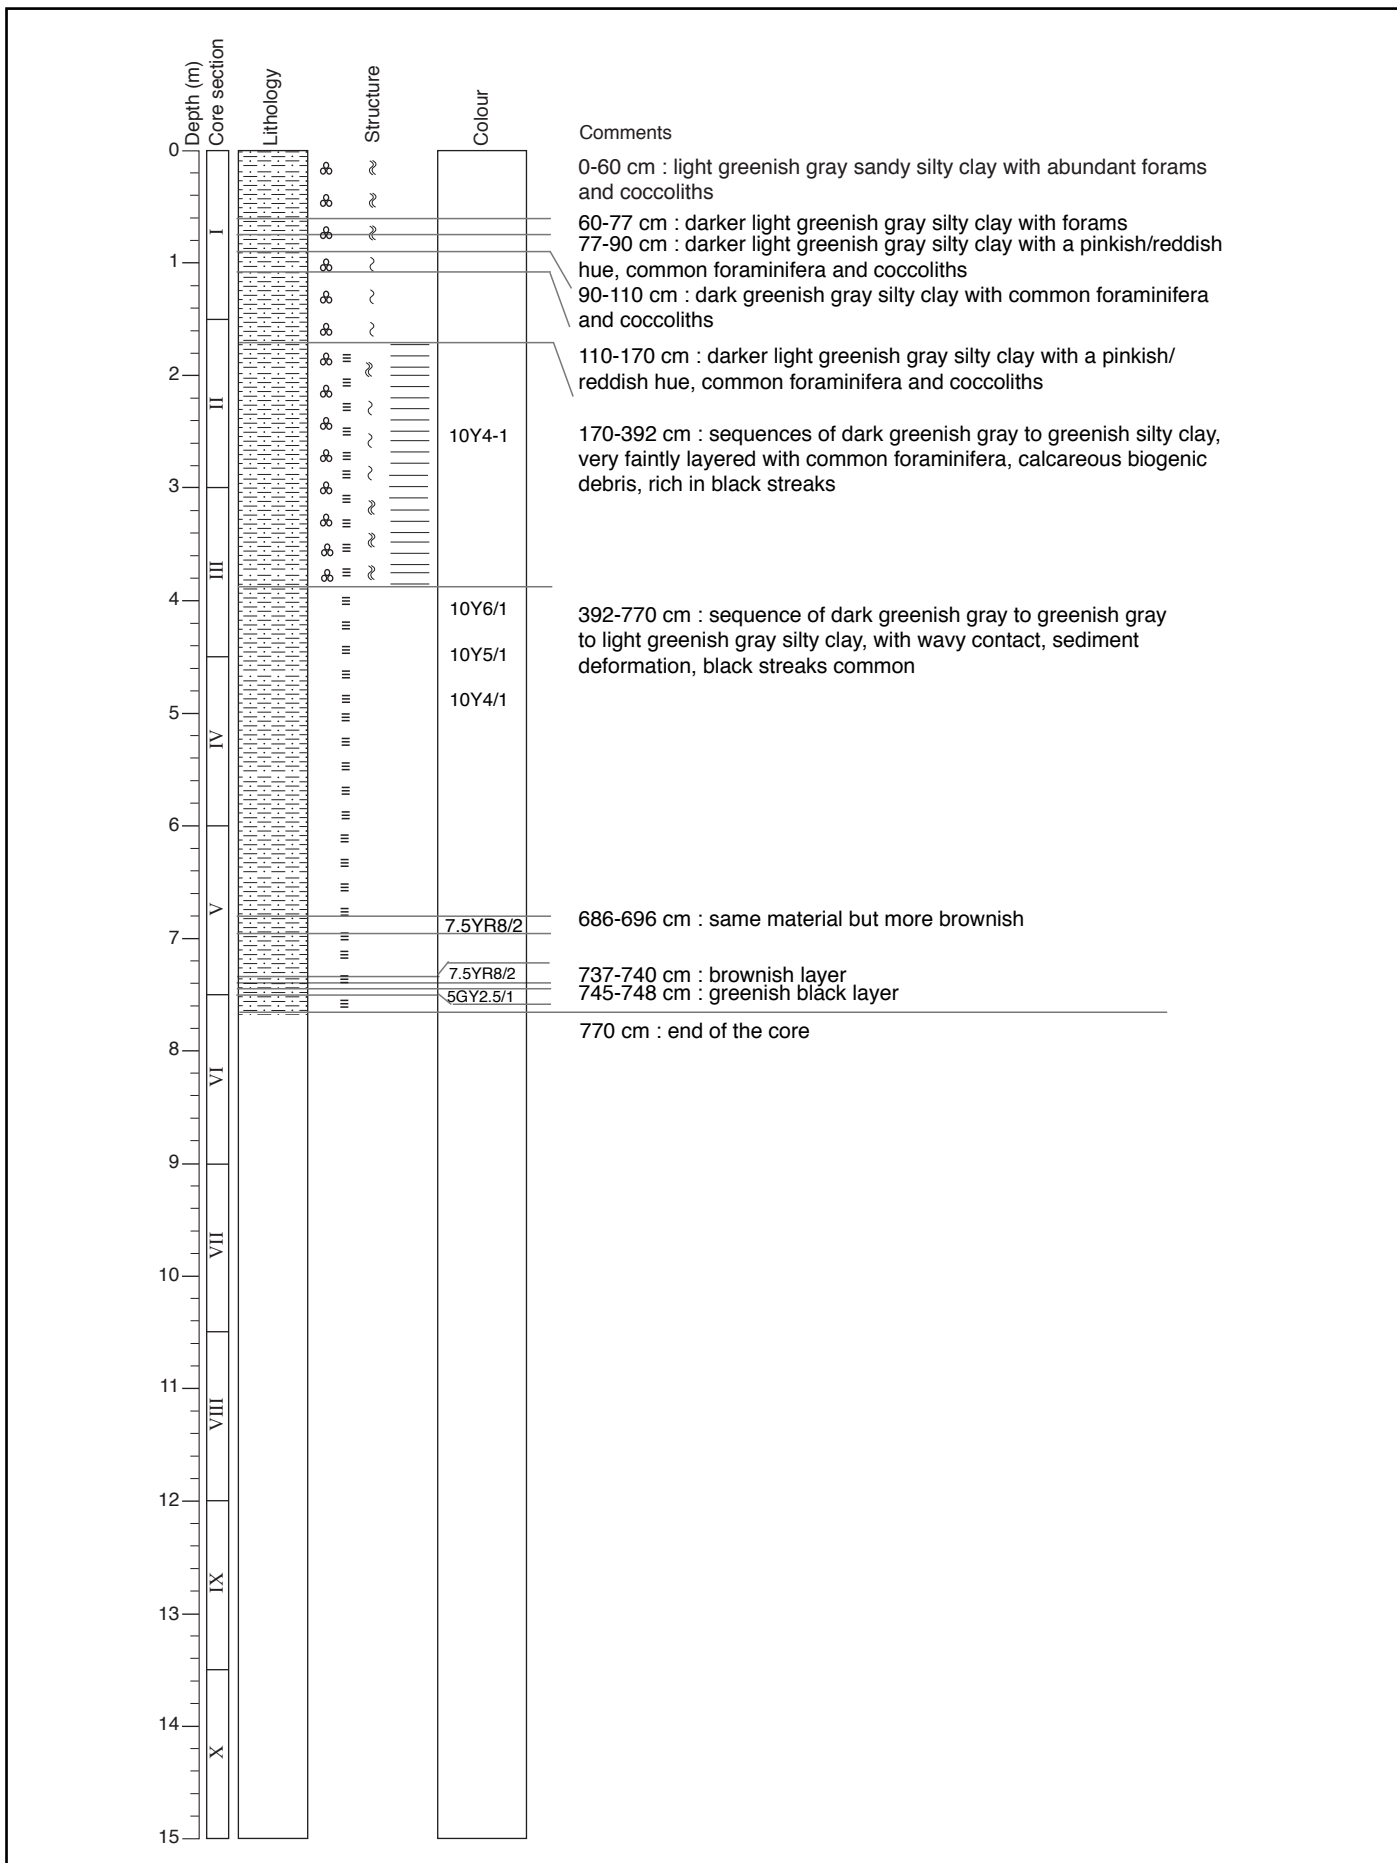 Depth (m)
Core section
Lithology
Structure
Colour
Comments
0
0-60 cm : light greenish gray sandy silty clay with abundant forams
and coccoliths
60-77 cm : darker light greenish gray silty clay with forams
I
77-90 cm : darker light greenish gray silty clay with a pinkish/reddish
hue, common foraminifera and coccoliths
1
90-110 cm : dark greenish gray silty clay with common foraminifera
and coccoliths
110-170 cm : darker light greenish gray silty clay with a pinkish/
reddish hue, common foraminifera and coccoliths
2
II
10Y4-1
170-392 cm : sequences of dark greenish gray to greenish silty clay,
very faintly layered with common foraminifera, calcareous biogenic
debris, rich in black streaks
3
III
4
10Y6/1
392-770 cm : sequence of dark greenish gray to greenish gray
to light greenish gray silty clay, with wavy contact, sediment
deformation, black streaks common
10Y5/1
10Y4/1
5
IV
6
V
7.5YR8/2
686-696 cm : same material but more brownish
7
7.5YR8/2
737-740 cm : brownish layer
5GY2.5/1
745-748 cm : greenish black layer
770 cm : end of the core
8
VI
9
VII
10
11
VIII
12
IX
13
14
X
15